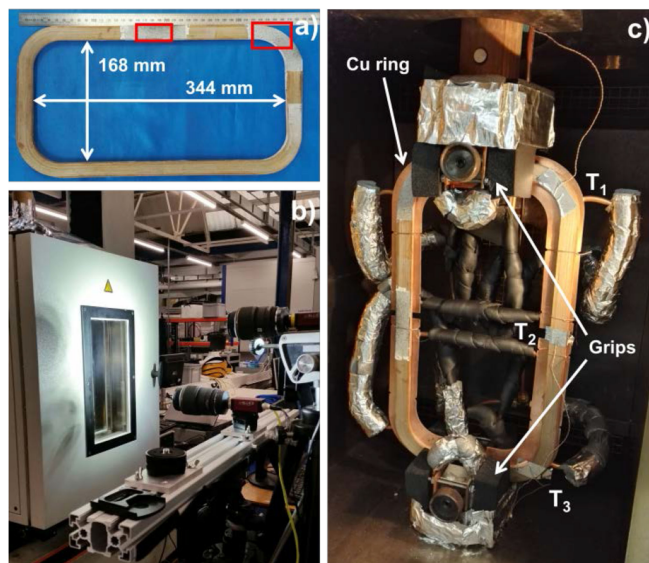 a)
168 mm
344 mm
b)
c)
Cu ring
T₁
T₂
Grips
T₃